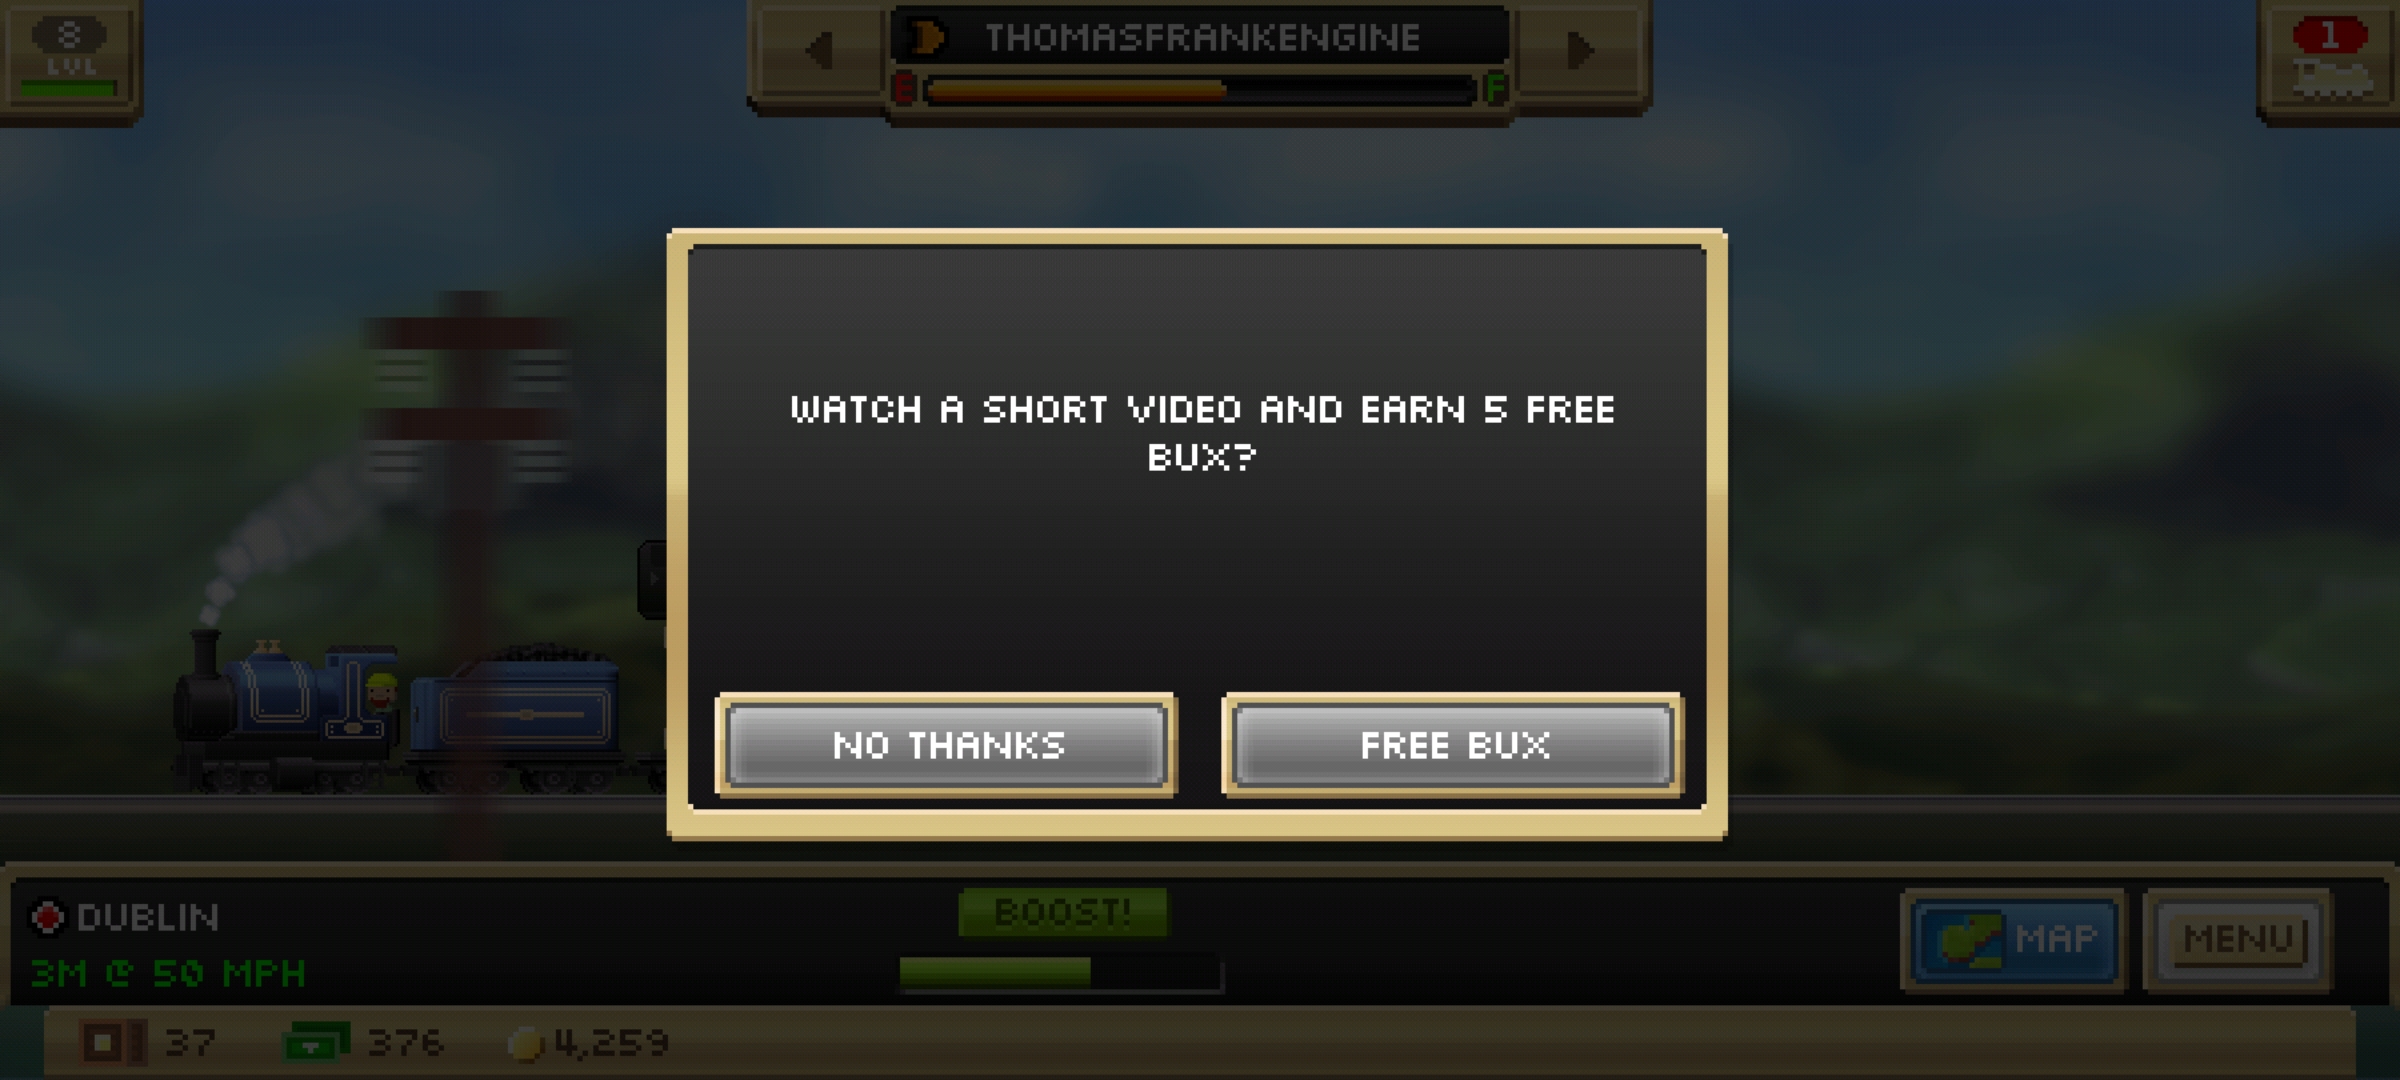 8
LVL
THOMASFRANKENGINE
E F
1
WATCH A SHORT VIDEO AND EARN 5 FREE
BUX?
NO THANKS
FREE BUX
DUBLIN
3M @ 50 MPH
BOOST!
MAP
MENU
37
376
4,259